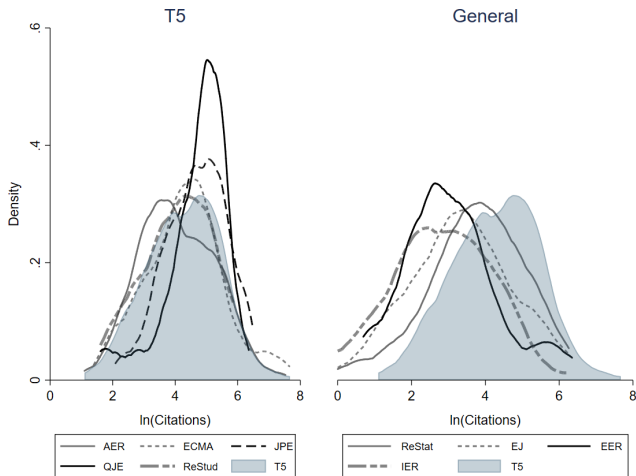 T5
General
Density
0
.2
.4
.6
0 2 4 6 8
0 2 4 6 8
ln(Citations)
ln(Citations)
AER ECMA JPE
QJE ReStud T5
ReStat EJ EER
IER T5